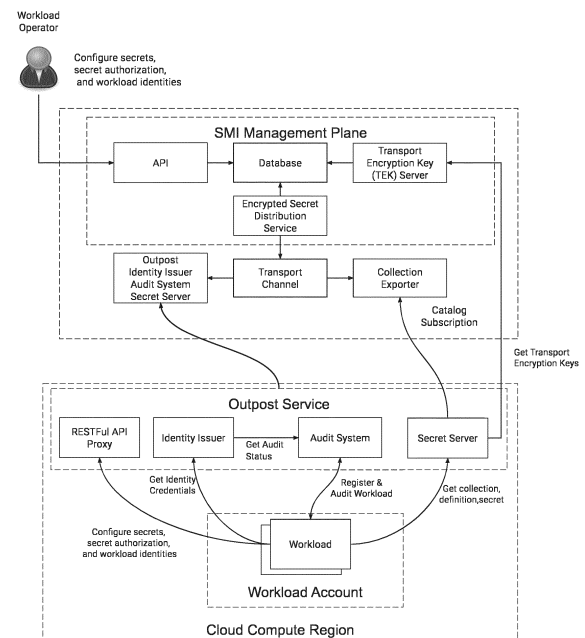 Workload
Operator
Configure secrets,
secret authorization,
and workload identities
SMI Management Plane
API
Database
Transport
Encryption Key
(TEK) Server
Encrypted Secret
Distribution
Service
Outpost
Identity Issuer
Audit System
Secret Server
Transport
Channel
Collection
Exporter
Catalog
Subscription
Get Transport
Encryption Keys
Outpost Service
RESTFul API
Proxy
Identity Issuer
Get Audit
Status
Audit System
Secret Server
Get Identity
Credentials
Register &
Audit Workload
Get collection,
definition,secret
Configure secrets,
secret authorization,
and workload identities
Workload
Workload Account
Cloud Compute Region